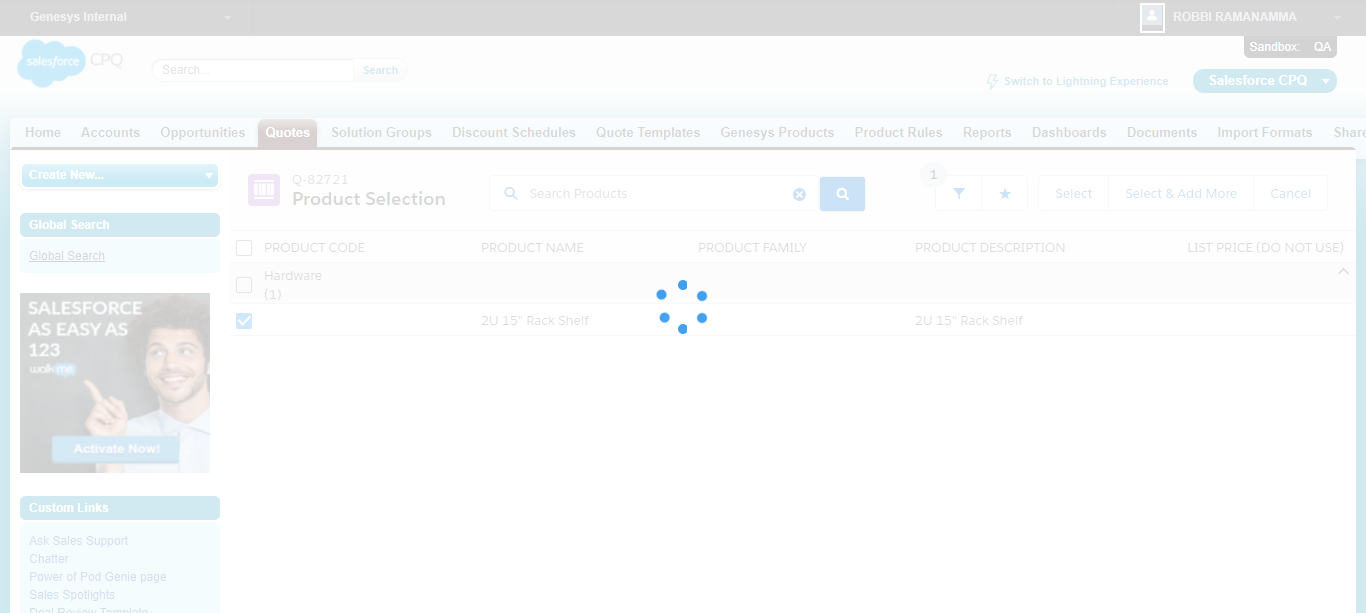 Genesys Internal
ROBBI RAMANAMMA
Sandbox: QA
salesforce CPQ
Search...
Search
Switch to Lightning Experience
Salesforce CPQ
Home Accounts Opportunities Quotes Solution Groups Discount Schedules Quote Templates Genesys Products Product Rules Reports Dashboards Documents Import Formats Share
Create New...
Q-82721
Product Selection
Search Products
1
Select
Select & Add More
Cancel
Global Search
Global Search
PRODUCT CODE PRODUCT NAME PRODUCT FAMILY PRODUCT DESCRIPTION LIST PRICE (DO NOT USE)
Hardware
(1)
2U 15" Rack Shelf 2U 15" Rack Shelf
SALESFORCE
AS EASY AS
123
walkme
Activate Now!
Custom Links
Ask Sales Support
Chatter
Power of Pod Genie page
Sales Spotlights
Deal Review Template